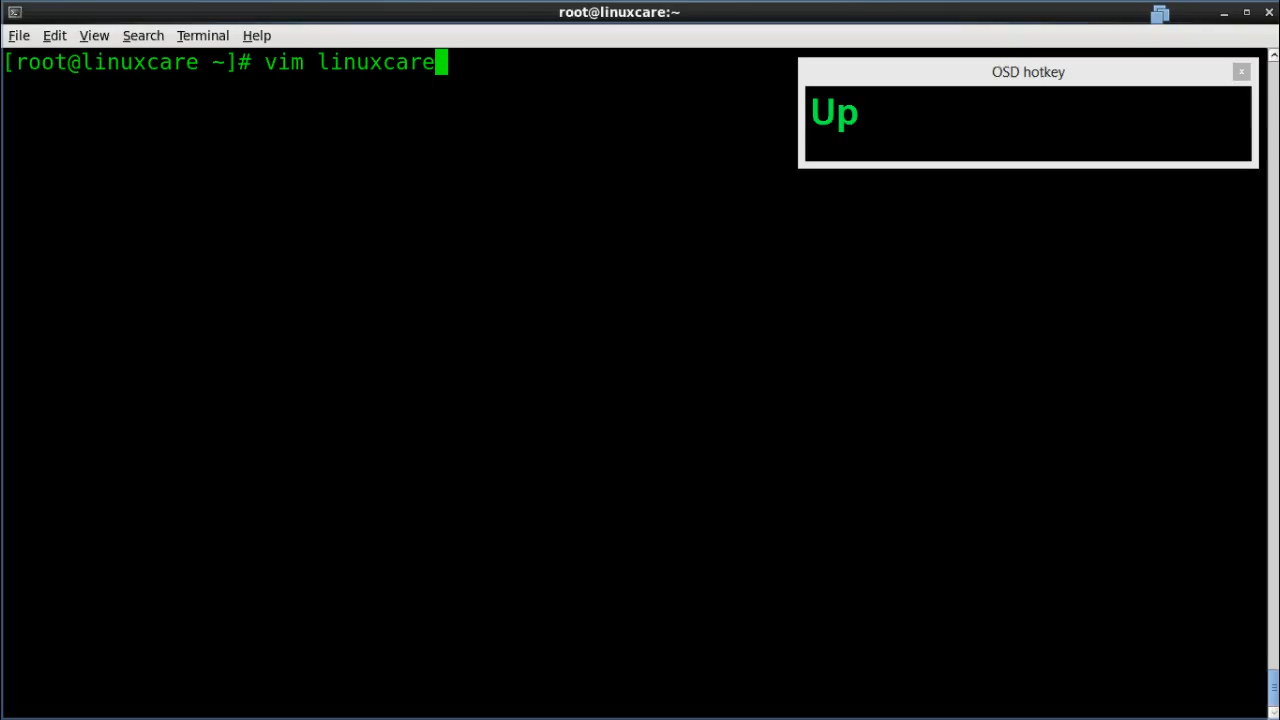 root@linuxcare:~
File Edit View Search Terminal Help
[root@linuxcare ~]# vim linuxcare
OSD hotkey
Up